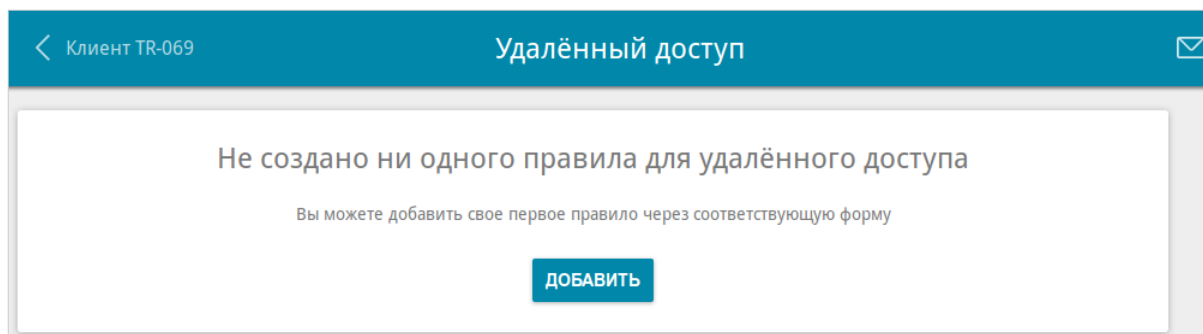 Клиент TR-069
Удалённый доступ
Не создано ни одного правила для удалённого доступа
Вы можете добавить свое первое правило через соответствующую форму
ДОБАВИТЬ